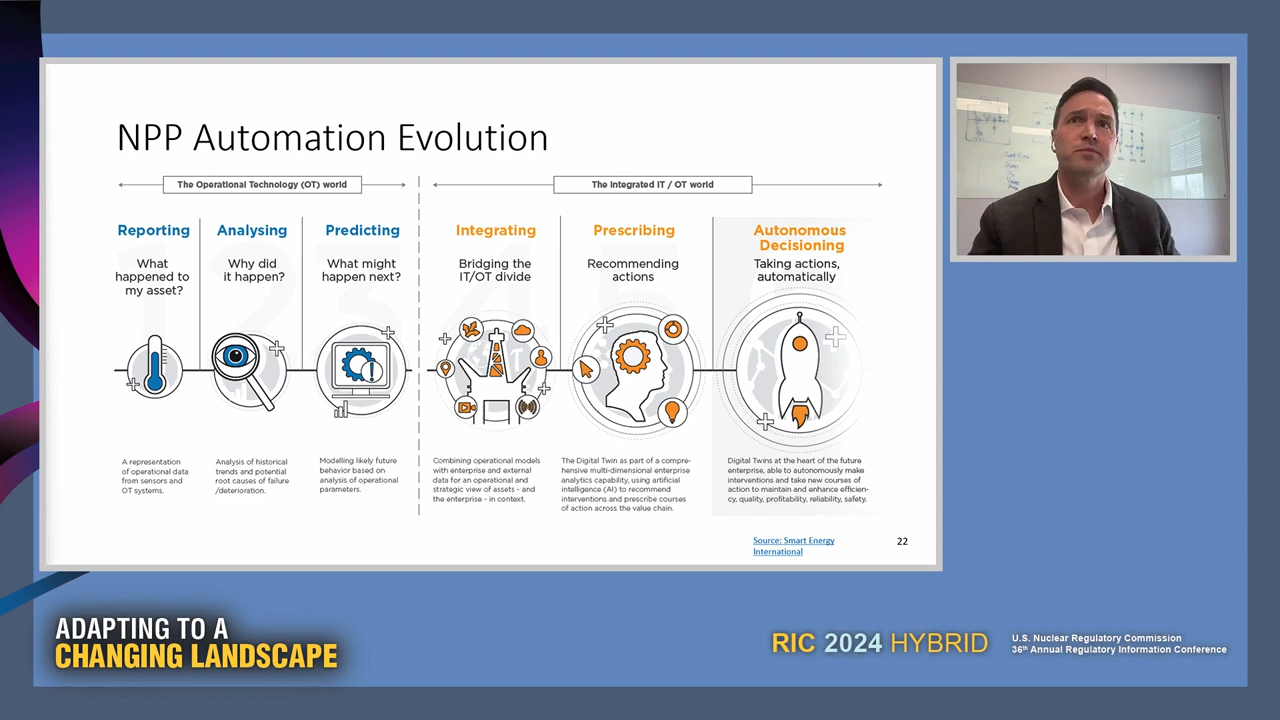 NPP Automation Evolution
The Operational Technology (OT) world
The Integrated IT / OT world
Reporting
What
happened to
my asset?
A representation
of operational data
from sensors and
OT systems.
Analysing
Why did
it happen?
Analysis of historical
trends and potential
root causes of failure
/deterioration.
Predicting
What might
happen next?
Modelling likely future
behavior based on
analysis of operational
parameters.
Integrating
Bridging the
IT/OT divide
Combining operational models
with enterprise and external
data for an operational and
strategic view of assets - and
the enterprise - in context.
Prescribing
Recommending
actions
The Digital Twin as part of a compre-
hensive multi-dimensional enterprise
analytics capability, using artificial
intelligence (AI) to recommend
interventions and prescribe courses
of action across the value chain.
Autonomous
Decisioning
Taking actions,
automatically
Digital Twins at the heart of the future
enterprise, able to autonomously make
interventions and take new courses of
action to maintain and enhance efficien-
cy, quality, profitability, reliability, safety.
Source: Smart Energy
International
22
ADAPTING TO A
CHANGING LANDSCAPE
RIC 2024 HYBRID
U.S. Nuclear Regulatory Commission
36th Annual Regulatory Information Conference